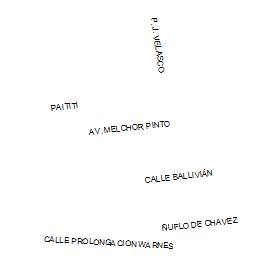 P. J. VELASCO
PAITITI
AV. MELCHOR PINTO
CALLE BALLIVIÁN
ÑUFLO DE CHAVEZ
CALLE PROLONGACION WARNES